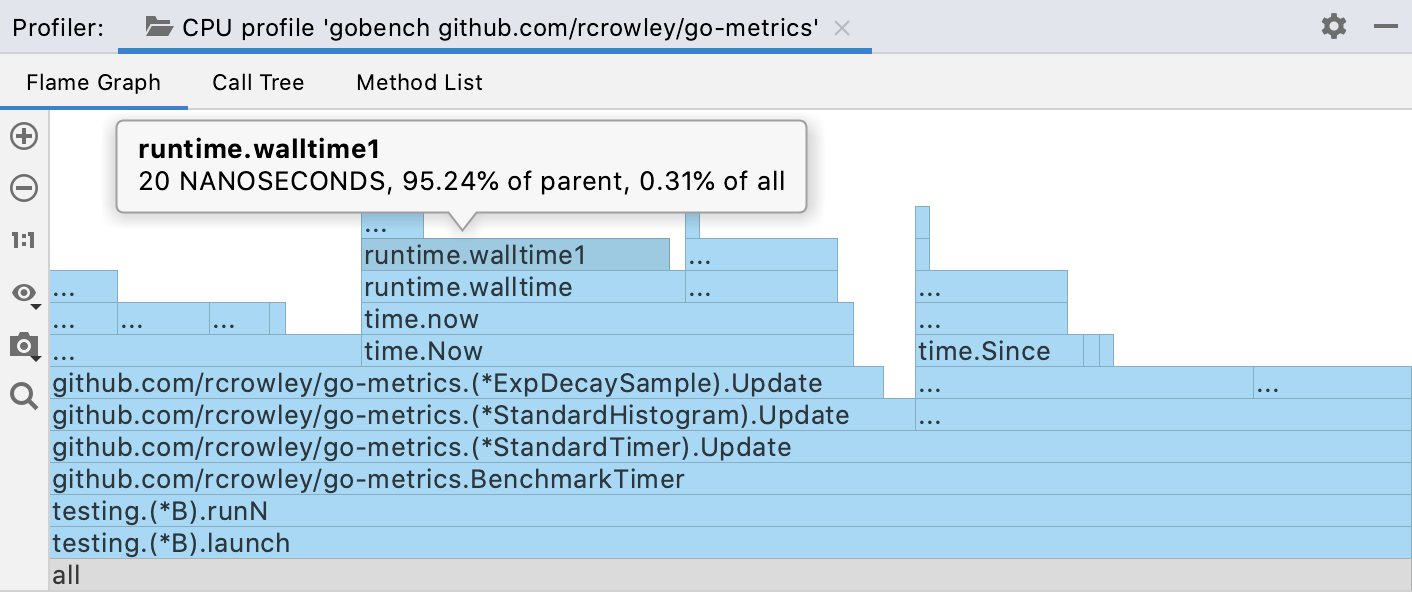 Profiler: CPU profile 'gobench github.com/rcrowley/go-metrics'
Flame Graph Call Tree Method List
runtime.walltime1
20 NANOSECONDS, 95.24% of parent, 0.31% of all
1:1
...
runtime.walltime1 ...
... runtime.walltime ... ...
... ... ... time.now ...
... time.Now time.Since
github.com/rcrowley/go-metrics.(*ExpDecaySample).Update ... ...
github.com/rcrowley/go-metrics.(*StandardHistogram).Update ...
github.com/rcrowley/go-metrics.(*StandardTimer).Update
github.com/rcrowley/go-metrics.BenchmarkTimer
testing.(*B).runN
testing.(*B).launch
all